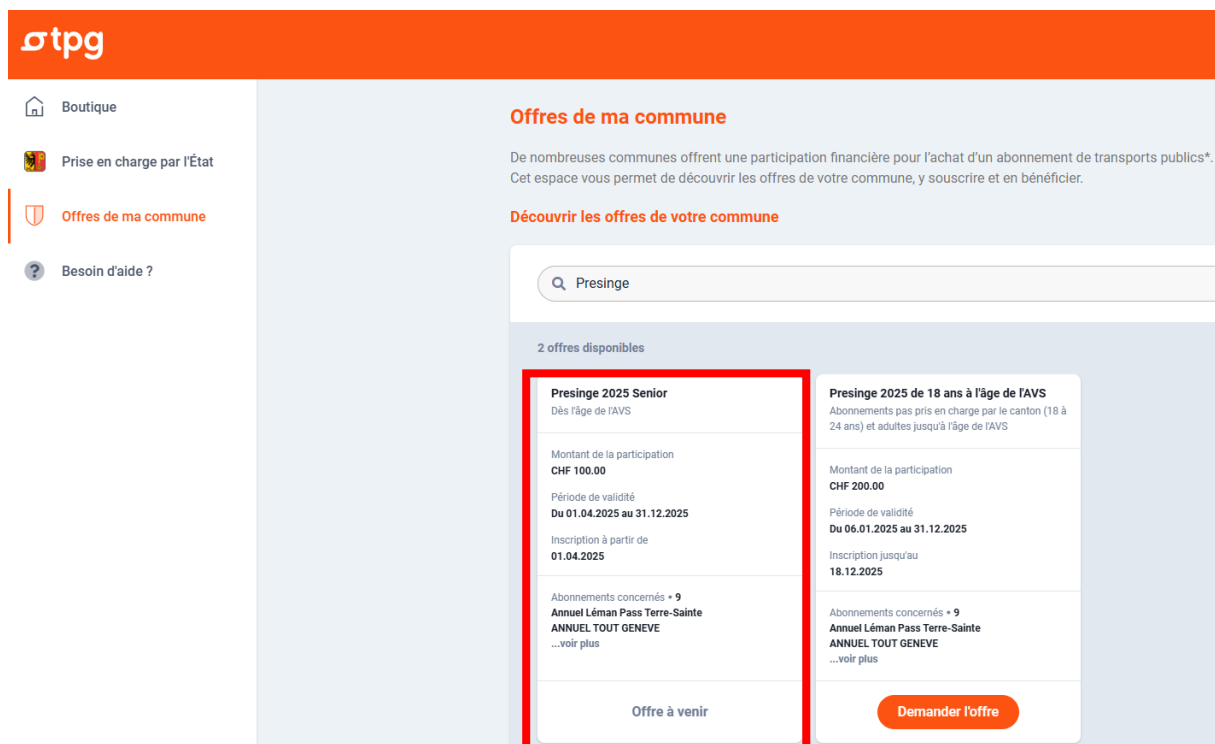 tpg
Boutique
Prise en charge par l'État
Offres de ma commune
Besoin d'aide ?
Offres de ma commune
De nombreuses communes offrent une participation financière pour l'achat d'un abonnement de transports publics*.
Cet espace vous permet de découvrir les offres de votre commune, y souscrire et en bénéficier.
Découvrir les offres de votre commune
Presinge
2 offres disponibles
Presinge 2025 Senior
Dès l'âge de l'AVS
Montant de la participation
CHF 100.00
Période de validité
Du 01.04.2025 au 31.12.2025
Inscription à partir de
01.04.2025
Abonnements concernés • 9
Annuel Léman Pass Terre-Sainte
ANNUEL TOUT GENEVE
...voir plus
Offre à venir
Presinge 2025 de 18 ans à l'âge de l'AVS
Abonnements pas pris en charge par le canton (18 à
24 ans) et adultes jusqu'à l'âge de l'AVS
Montant de la participation
CHF 200.00
Période de validité
Du 06.01.2025 au 31.12.2025
Inscription jusqu'au
18.12.2025
Abonnements concernés • 9
Annuel Léman Pass Terre-Sainte
ANNUEL TOUT GENEVE
...voir plus
Demander l'offre